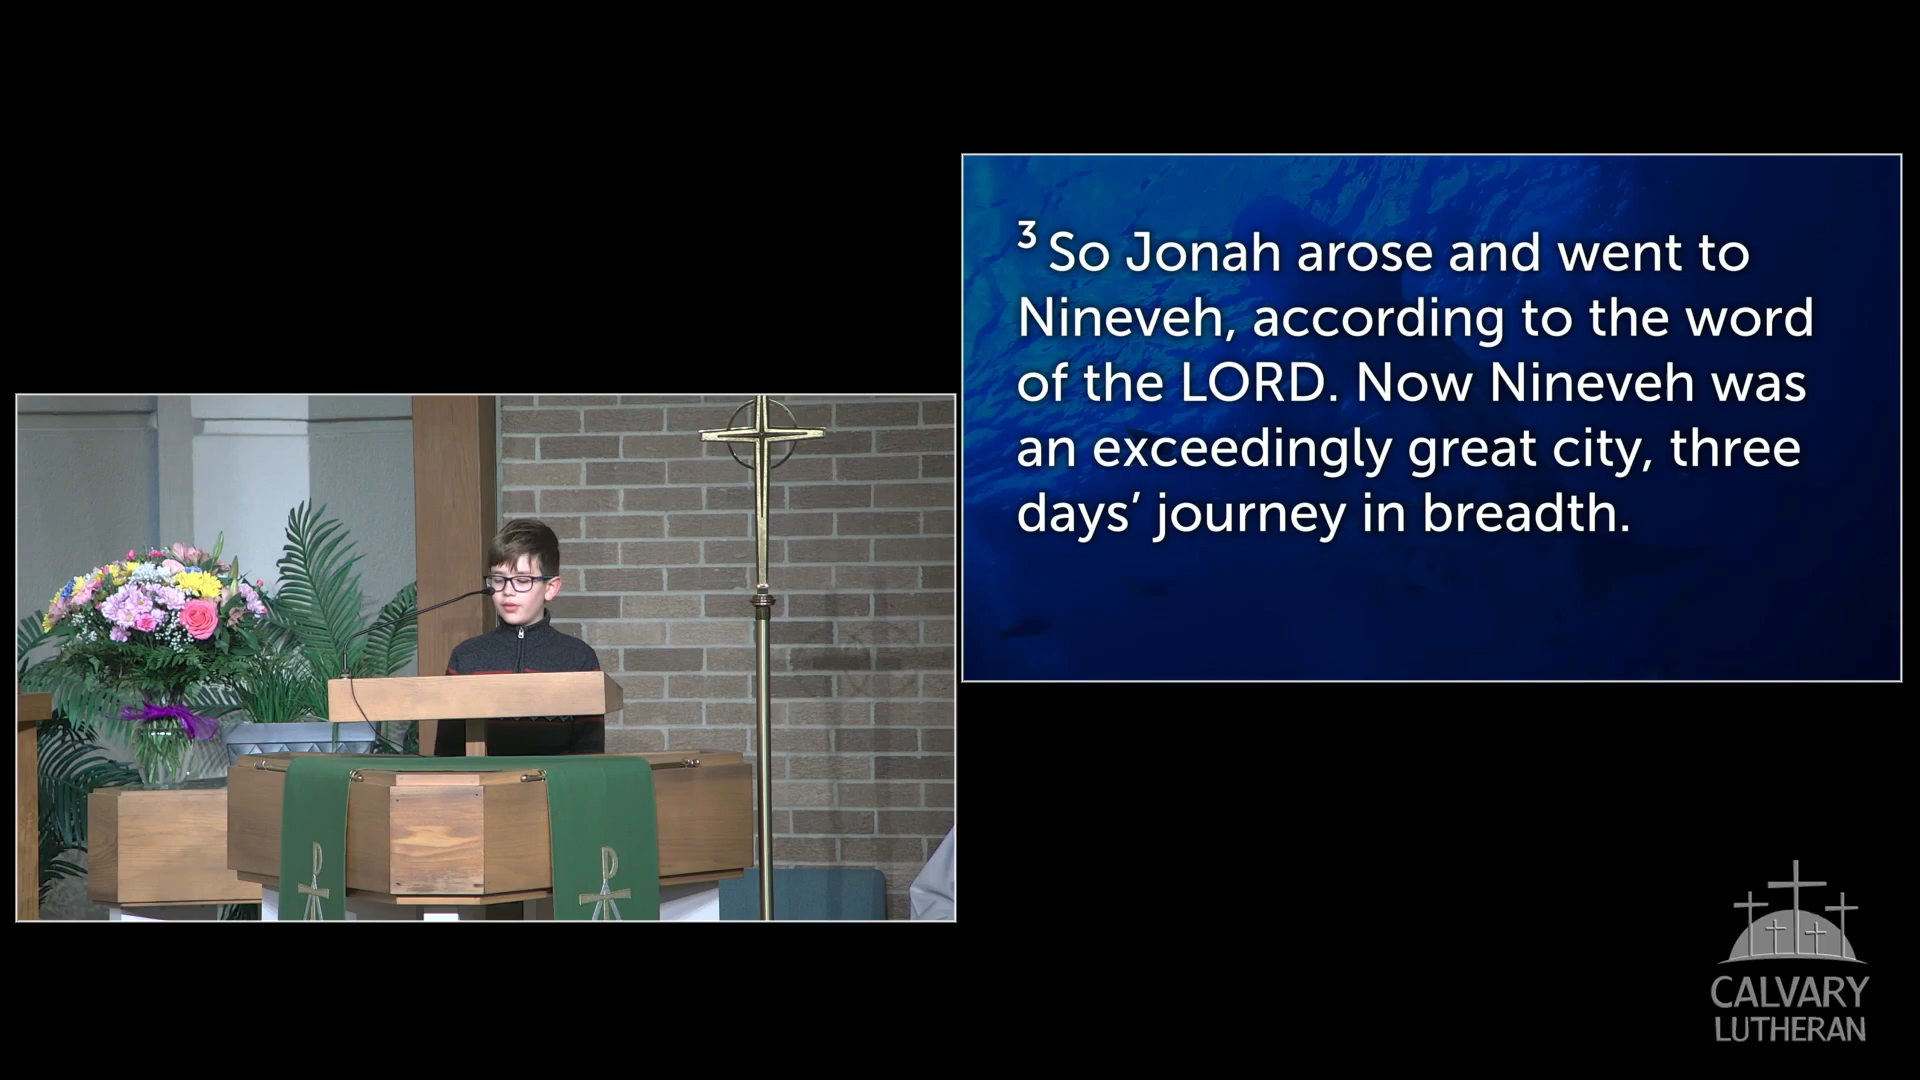 ³ So Jonah arose and went to
Nineveh, according to the word
of the LORD. Now Nineveh was
an exceedingly great city, three
days’ journey in breadth.
CALVARY
LUTHERAN